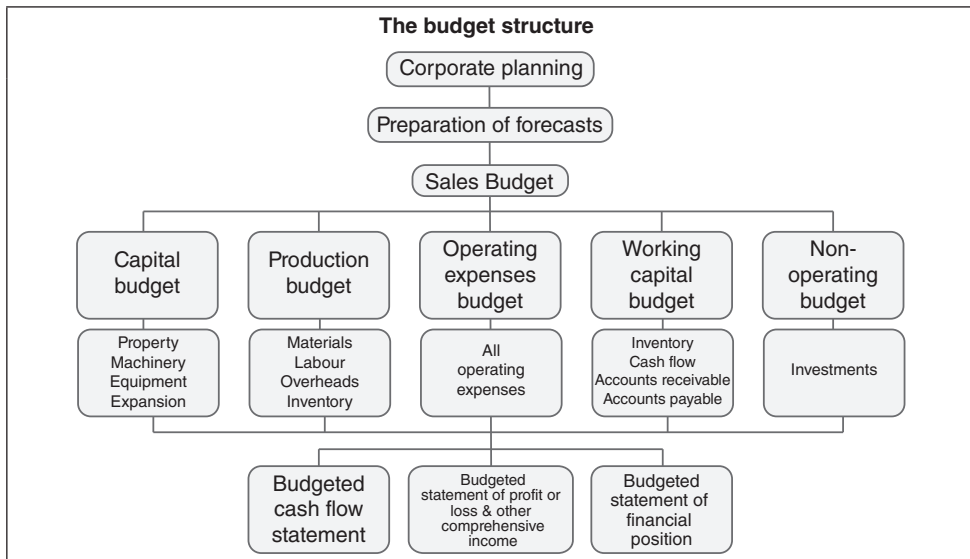 The budget structure
Corporate planning
Preparation of forecasts
Sales Budget
Capital
budget
Production
budget
Operating
expenses
budget
Working
capital
budget
Non-
operating
budget
Property
Machinery
Equipment
Expansion
Materials
Labour
Overheads
Inventory
All
operating
expenses
Inventory
Cash flow
Accounts receivable
Accounts payable
Investments
Budgeted
cash flow
statement
Budgeted
statement of profit or
loss & other
comprehensive
income
Budgeted
statement of
financial
position